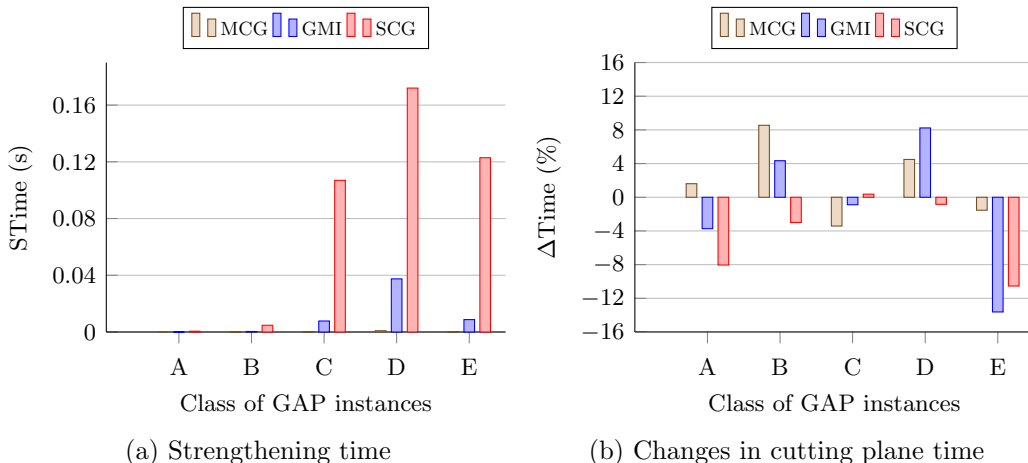 MCG GMI SCG
STime (s)
0.16
0.12
0.08
0.04
0
A B C D E
Class of GAP instances
(a) Strengthening time
MCG GMI SCG
ΔTime (%)
16
12
8
4
0
−4
−8
−12
−16
A B C D E
Class of GAP instances
(b) Changes in cutting plane time